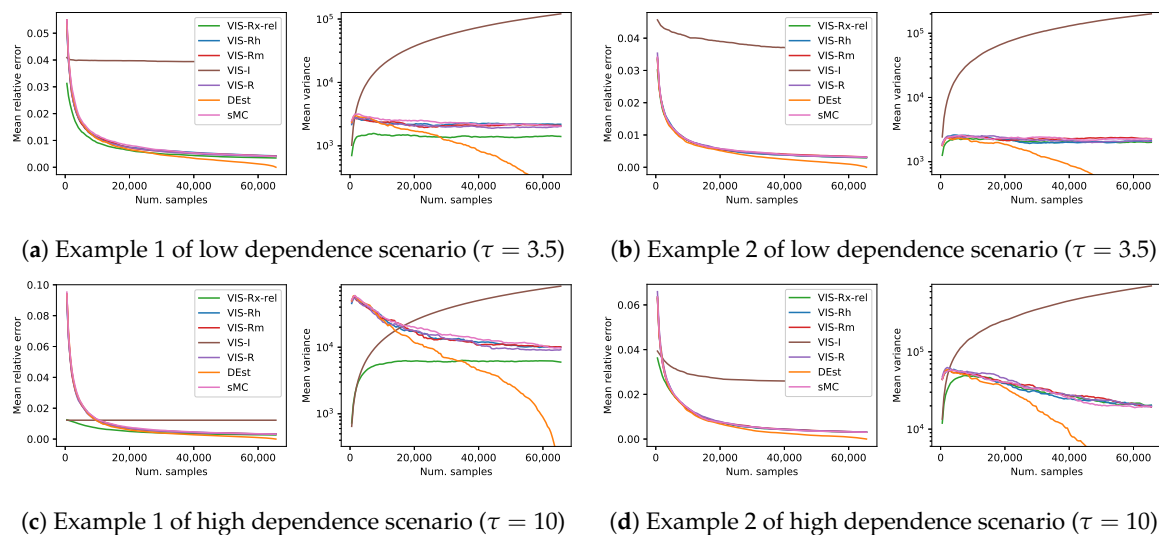 0.05
0.04
0.03
0.01
0.01
0.00
Mean relative error
0
20,000
40,000
60,000
Num. samples
VIS-Rx-rel
VIS-Rh
VIS-Rm
VIS-I
VIS-R
DEst
sMC
10^5
10^4
10^3
Mean variance
0
20,000
40,000
60,000
Num. samples
0.04
0.03
0.01
0.00
Mean relative error
0
20,000
40,000
60,000
Num. samples
VIS-Rx-rel
VIS-Rh
VIS-Rm
VIS-I
VIS-R
DEst
sMC
10^5
10^4
10^3
Mean variance
0
20,000
40,000
60,000
Num. samples
(a) Example 1 of low dependence scenario (τ = 3.5)
(b) Example 2 of low dependence scenario (τ = 3.5)
0.10
0.08
0.06
0.03
0.02
0.00
Mean relative error
0
20,000
40,000
60,000
Num. samples
VIS-Rx-rel
VIS-Rh
VIS-Rm
VIS-I
VIS-R
DEst
sMC
10^4
10^3
Mean variance
0
20,000
40,000
60,000
Num. samples
0.06
0.04
0.02
0.00
Mean relative error
0
20,000
40,000
60,000
Num. samples
VIS-Rx-rel
VIS-Rh
VIS-Rm
VIS-I
VIS-R
DEst
sMC
10^5
10^4
Mean variance
0
20,000
40,000
60,000
Num. samples
(c) Example 1 of high dependence scenario (τ = 10)
(d) Example 2 of high dependence scenario (τ = 10)